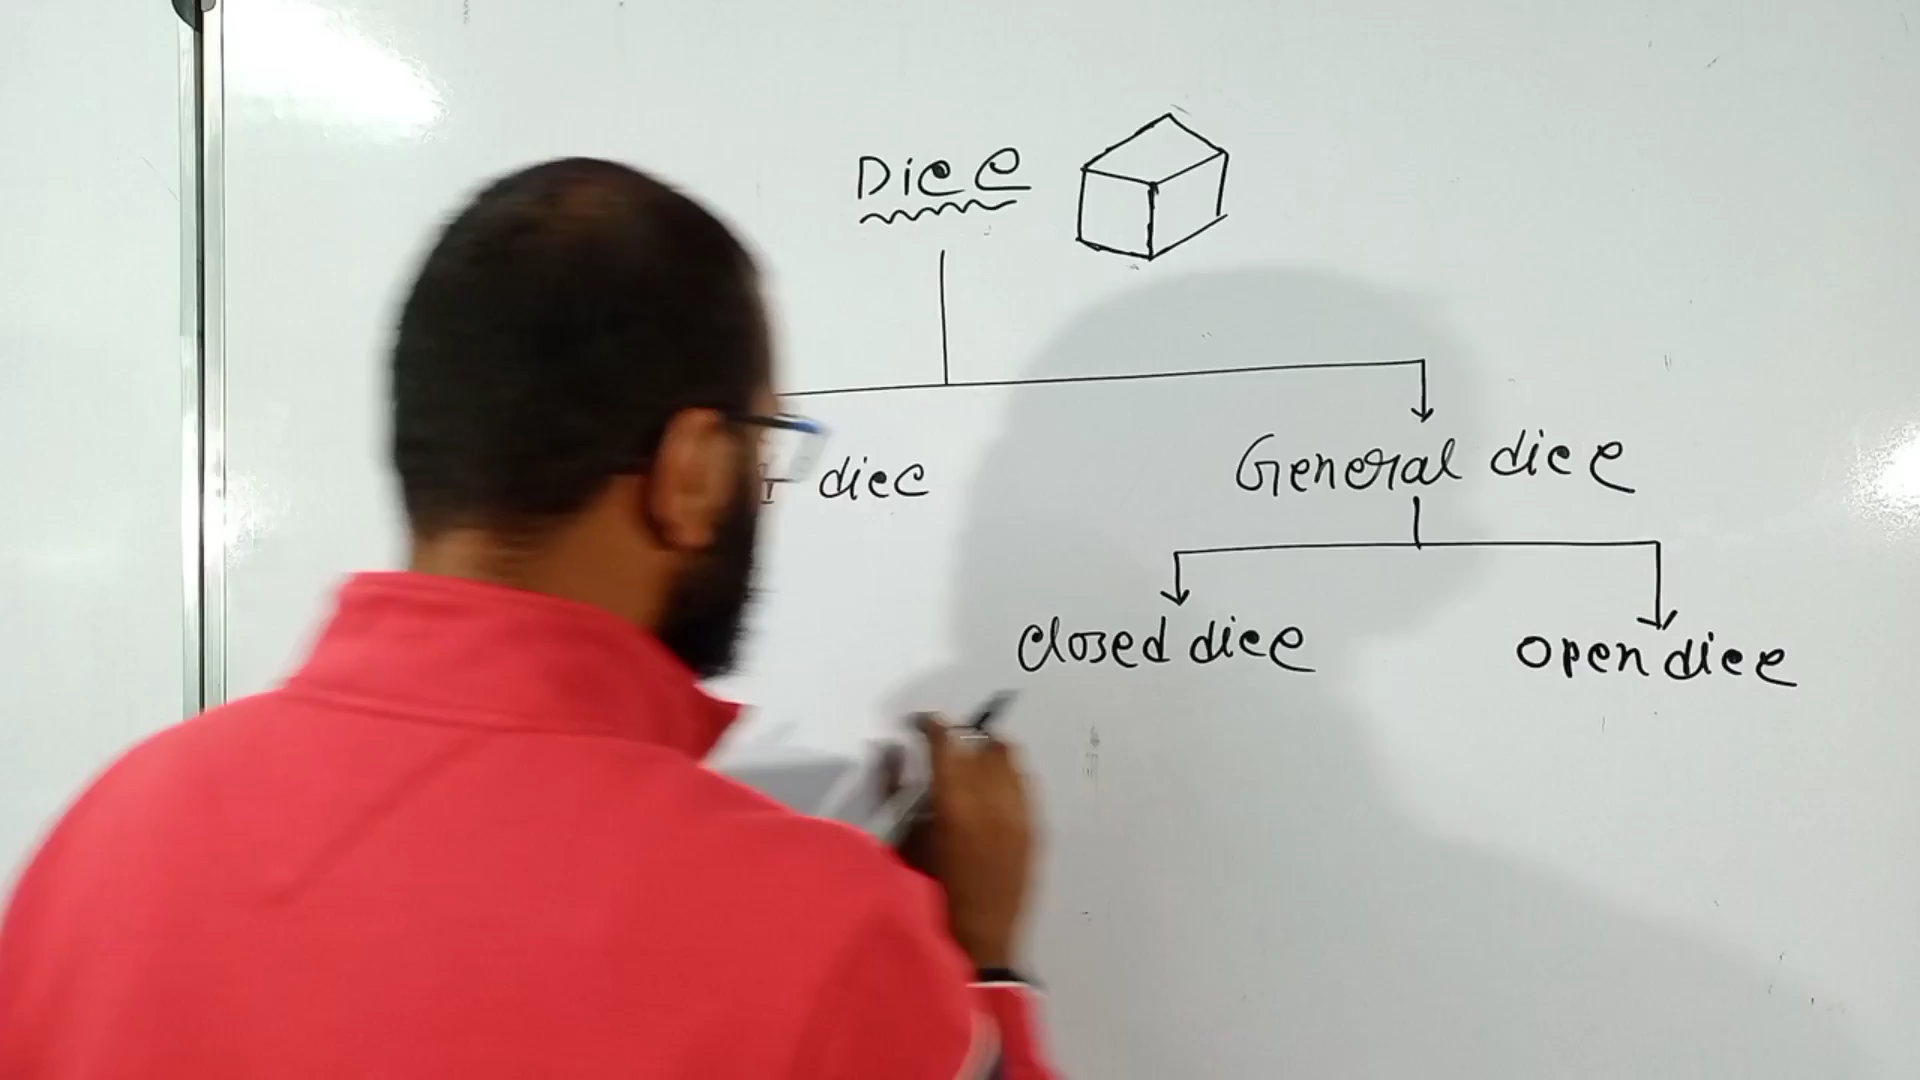 Dice
dice
General dice
closed dice
open dice